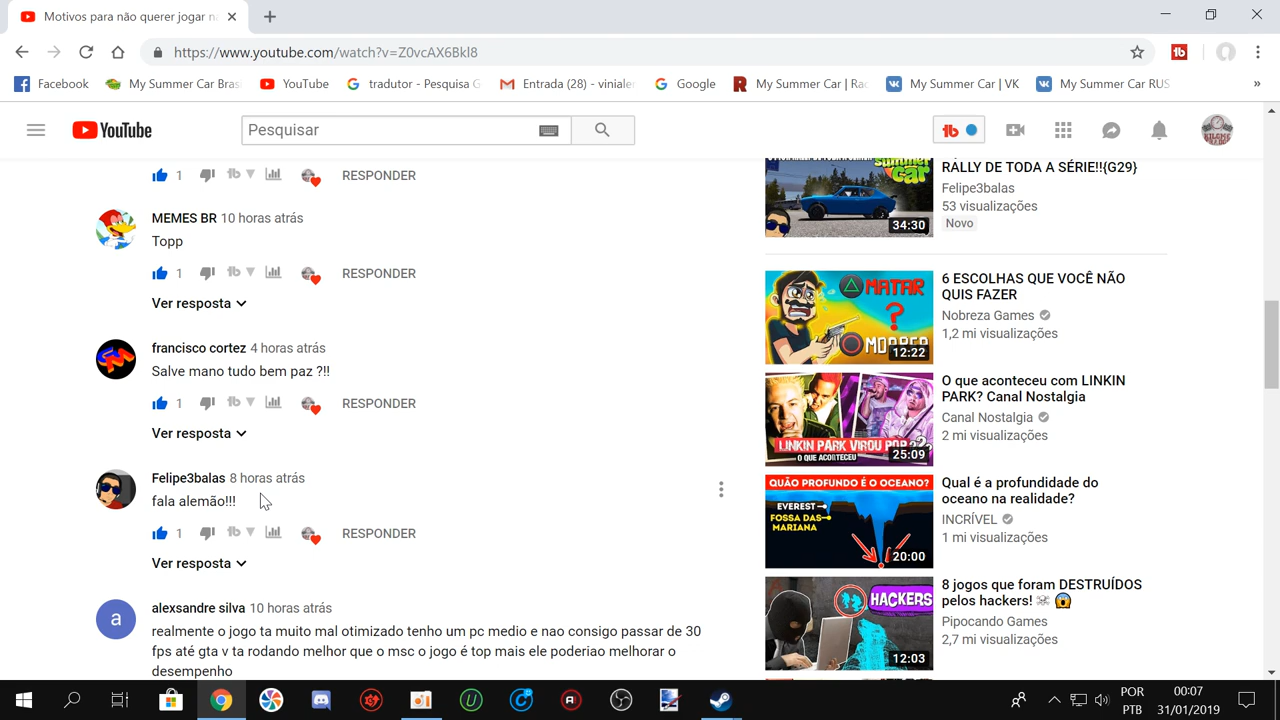 Motivos para não querer jogar n
https://www.youtube.com/watch?v=Z0vcAX6Bkl8
Facebook
My Summer Car Bras
YouTube
tradutor - Pesquisa G
Entrada (28) - vinialen
Google
My Summer Car | Rac
My Summer Car | VK
My Summer Car RUS
»
YouTube
Pesquisar
1 RESPONDER
MEMES BR 10 horas atrás
Topp
1 RESPONDER
Ver resposta
francisco cortez 4 horas atrás
Salve mano tudo bem paz ?!!
1 RESPONDER
Ver resposta
Felipe3balas 8 horas atrás
fala alemão!!!
1 RESPONDER
Ver resposta
a
alexsandre silva 10 horas atrás
realmente o jogo ta muito mal otimizado tenho um pc medio e nao consigo passar de 30
fps até gta v ta rodando melhor que o msc o jogo é top mais ele poderiao melhorar o
desempenho
summer
car
34:30
RALLY DE TODA A SÉRIE!!{G29}
Felipe3balas
53 visualizações
Novo
MATAR
?
MORRER
12:22
6 ESCOLHAS QUE VOCÊ NÃO
QUIS FAZER
Nobreza Games
1,2 mi visualizações
LINKIN PARK VIROU POP??
O QUE ACONTECEU
25:09
O que aconteceu com LINKIN
PARK? Canal Nostalgia
Canal Nostalgia
2 mi visualizações
QUÃO PROFUNDO É O OCEANO?
EVEREST
FOSSA DAS
MARIANA
20:00
Qual é a profundidade do
oceano na realidade?
INCRÍVEL
1 mi visualizações
HACKERS
12:03
8 jogos que foram DESTRUÍDOS
pelos hackers! ☠ 😱
Pipocando Games
2,7 mi visualizações
POR
PTB
00:07
31/01/2019